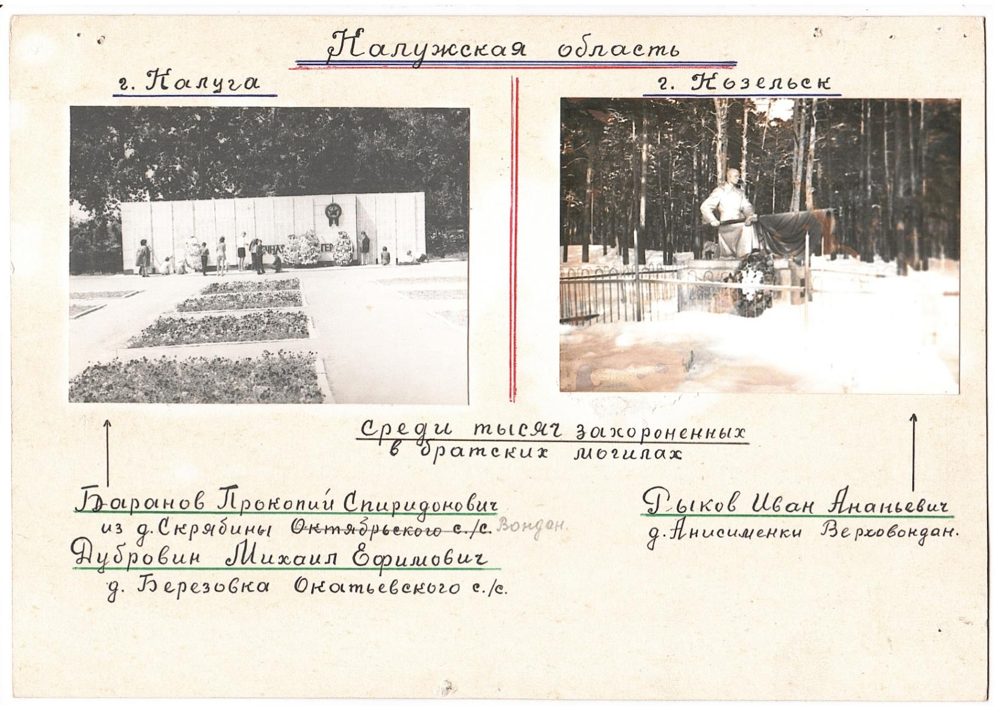 Калужская область
г. Калуга
г. Козельск
ЧНАЯ ГЕР
Среди тысяч захороненных
в братских могилах
Баранов Прокопий Спиридонович
из д. Скрябины Октябрьского с./с. Вондан.
Дубровин Михаил Ефимович
д. Березовка Окатьевского с./с.
Рыков Иван Ананьевич
д. Анисименки Верховондан.